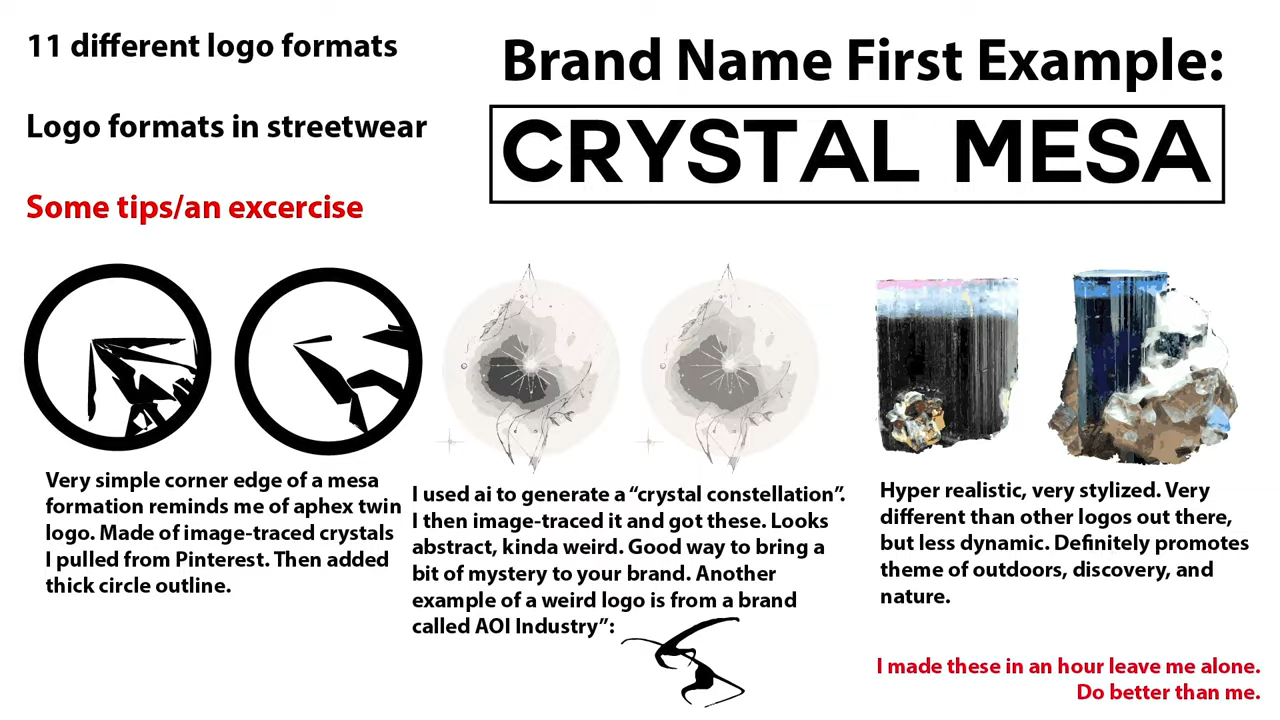 11 different logo formats
Logo formats in streetwear
Some tips/an excercise
Brand Name First Example:
CRYSTAL MESA
Very simple corner edge of a mesa
formation reminds me of aphex twin
logo. Made of image-traced crystals
I pulled from Pinterest. Then added
thick circle outline.
I used ai to generate a “crystal constellation”.
I then image-traced it and got these. Looks
abstract, kinda weird. Good way to bring a
bit of mystery to your brand. Another
example of a weird logo is from a brand
called AOI Industry”:
Hyper realistic, very stylized. Very
different than other logos out there,
but less dynamic. Definitely promotes
theme of outdoors, discovery, and
nature.
I made these in an hour leave me alone.
Do better than me.